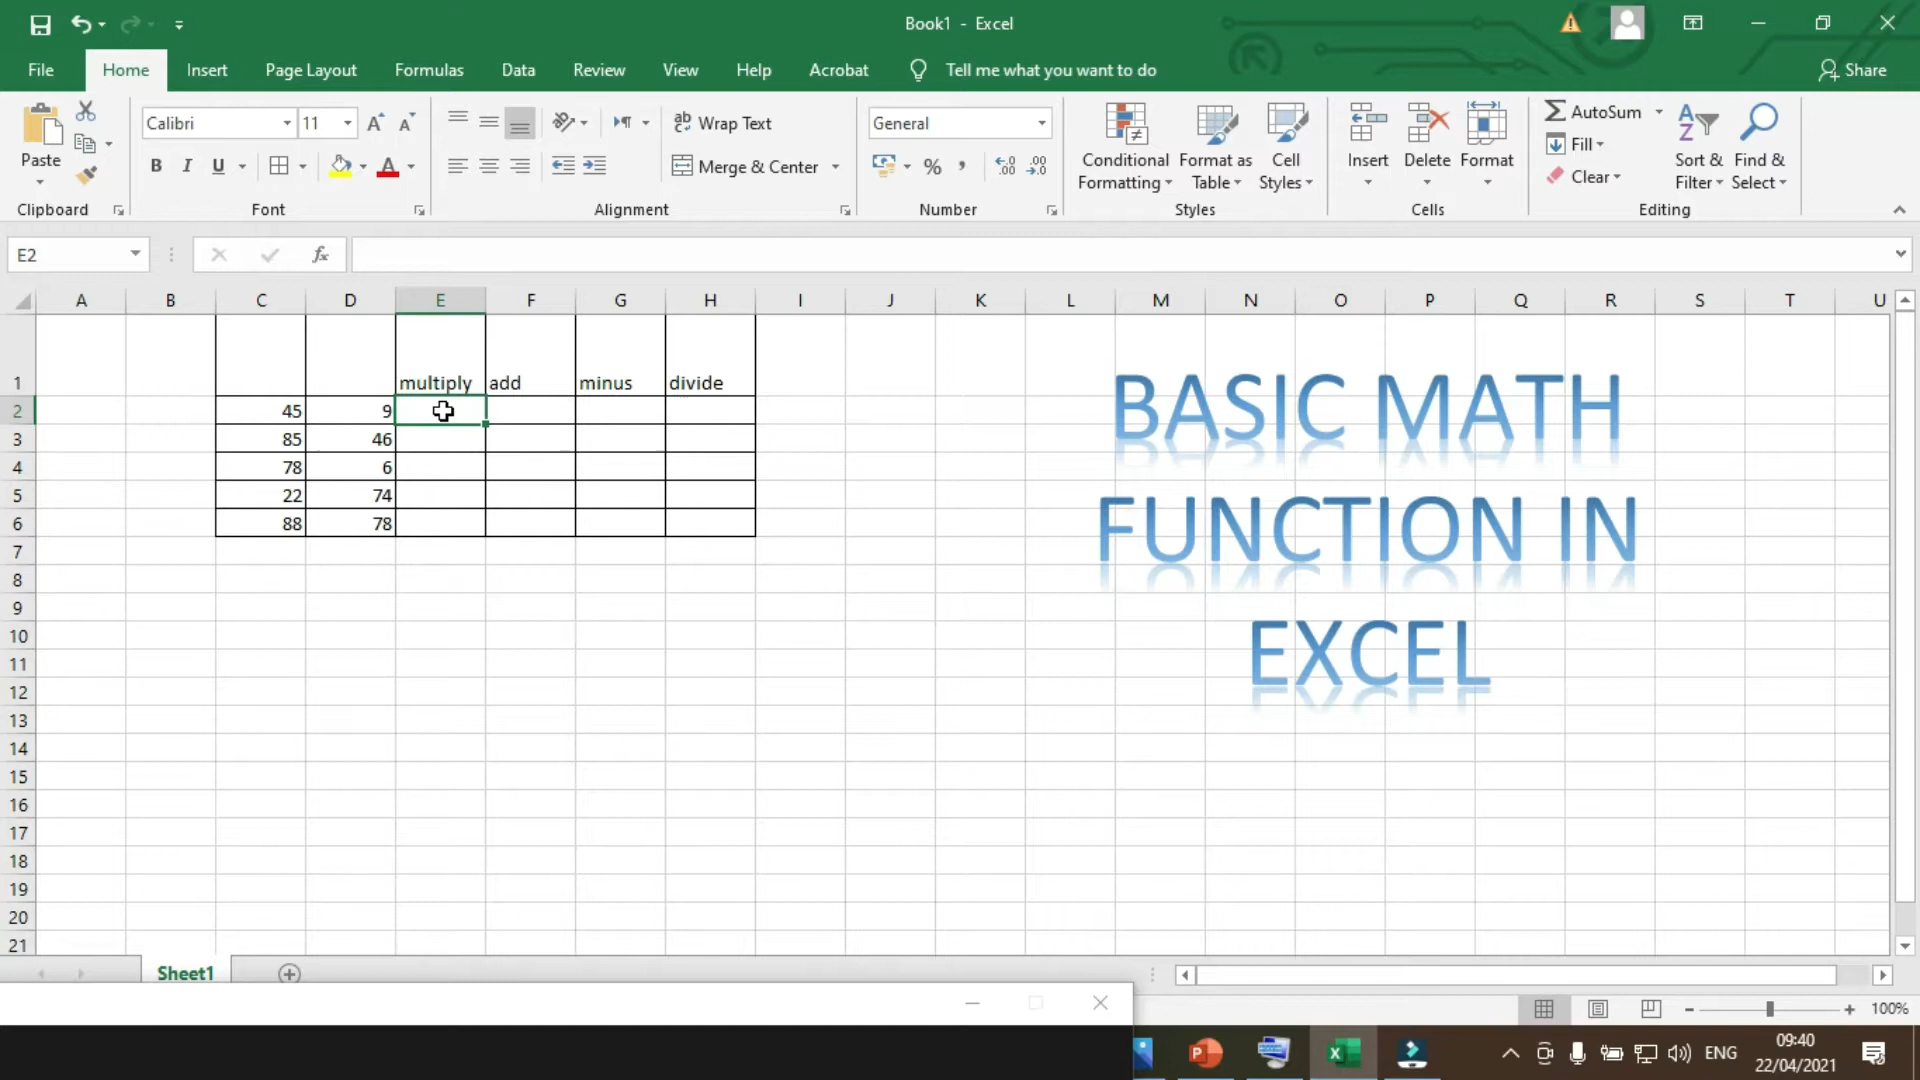 Book1 - Excel
File Home Insert Page Layout Formulas Data Review View Help Acrobat Tell me what you want to do Share
Paste
Clipboard
Calibri 11
B I U A
Font
Wrap Text
Merge & Center
Alignment
General
%
Number
Conditional Formatting
Format as Table
Cell Styles
Styles
Insert Delete Format
Cells
AutoSum
Fill
Clear
Sort & Filter
Find & Select
Editing
E2 fx
A B C D E F G H I J K L M N O P Q R S T U
1 multiply add minus divide
2 45 9
3 85 46
4 78 6
5 22 74
6 88 78
7
8
9
10
11
12
13
14
15
16
17
18
19
20
21
BASIC MATH
FUNCTION IN
EXCEL
Sheet1
100%
ENG
09:40
22/04/2021